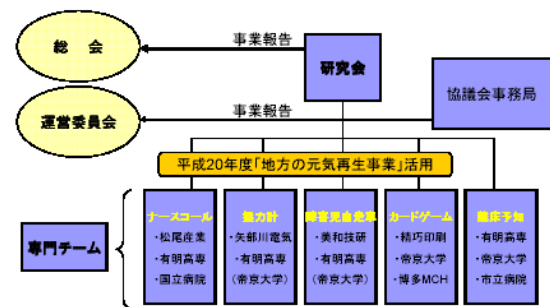 総 会
事業報告
研究会
協議会事務局
運営委員会
事業報告
平成20年度「地方の元気再生事業」活用
専門チーム
ナースコール
・松尾産業
・有明高専
・国立病院
握力計
・矢部川電気
・有明高専
(帝京大学)
障害児自走車
・美和技研
・有明高専
(帝京大学)
カードゲーム
・精巧印刷
・帝京大学
・博多MCH
臨床予知
・有明高専
・帝京大学
・市立病院